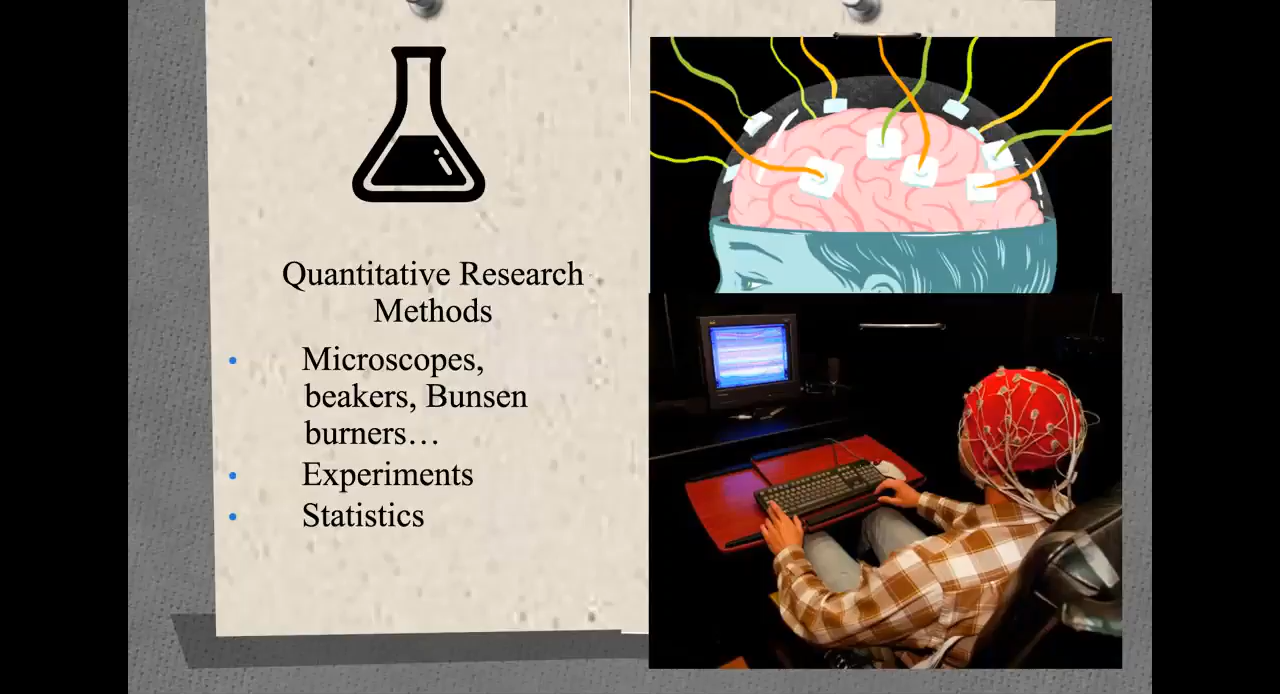 Quantitative Research
Methods
• Microscopes,
beakers, Bunsen
burners…
• Experiments
• Statistics